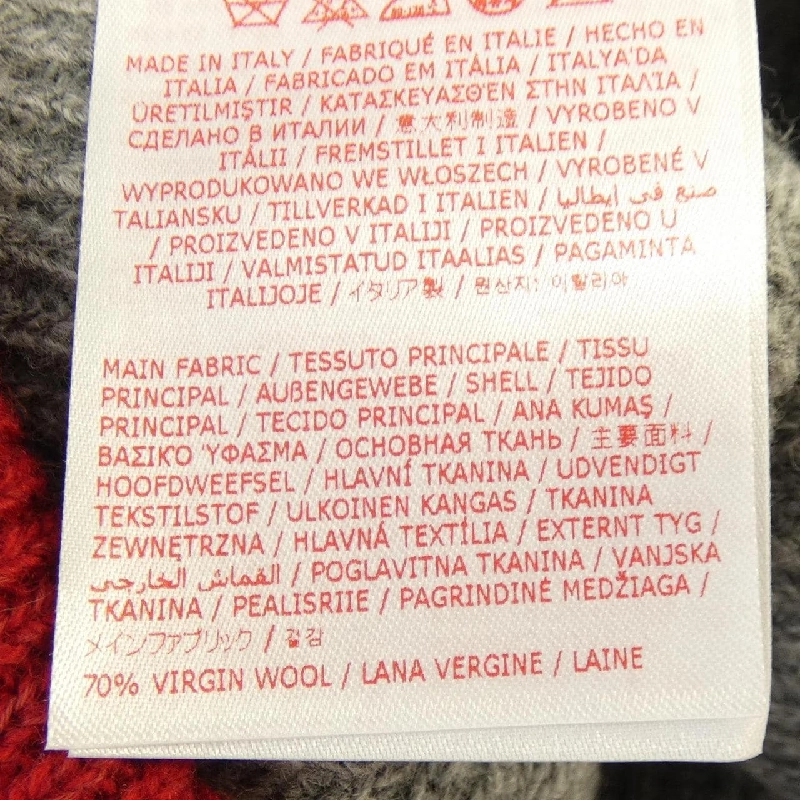 MADE IN ITALY / FABRIQUÉ EN ITALIE / HECHO EN
ITALIA / FABRICADO EM ITÁLIA / ITALYA'DA
ÜRETILMIŞTIR / ΚΑΤΑΣΚΕΥΑΣΘΈΝ ΣΤΗΝ ΙΤΑΛΊΑ /
СДЕЛАНО В ИТАЛИИ / 意大利制造 / VYROBENO V
ITÁLII / FREMSTILLET I ITALIEN /
WYPRODUKOWANO WE WŁOSZECH / VYROBENÉ V
TALIANSKU / TILLVERKAD I ITALIEN / صنع في إيطاليا
/ PROIZVEDENO V ITALIJI / PROIZVEDENO U
ITALIJI / VALMISTATUD ITAALIAS / PAGAMINTA
ITALIJOJE / イタリア製 / 원산지: 이탈리아
MAIN FABRIC / TESSUTO PRINCIPALE / TISSU
PRINCIPAL / AUßENGEWEBE / SHELL / TEJIDO
PRINCIPAL / TECIDO PRINCIPAL / ANA KUMAŞ /
ΒΑΣΙΚΌ ΎΦΑΣΜΑ / ОСНОВНАЯ ТКАНЬ / 主要面料 /
HOOFDWEEFSEL / HLAVNÍ TKANINA / UDVENDIGT
TEKSTILSTOF / ULKOINEN KANGAS / TKANINA
ZEWNĘTRZNA / HLAVNÁ TEXTÍLIA / EXTERNT TYG /
القماش الخارجي / POGLAVITNA TKANINA / VANJSKA
TKANINA / PEALISRIIE / PAGRINDINĖ MEDŽIAGA /
メインファブリック / 겉감
70% VIRGIN WOOL / LANA VERGINE / LAINE